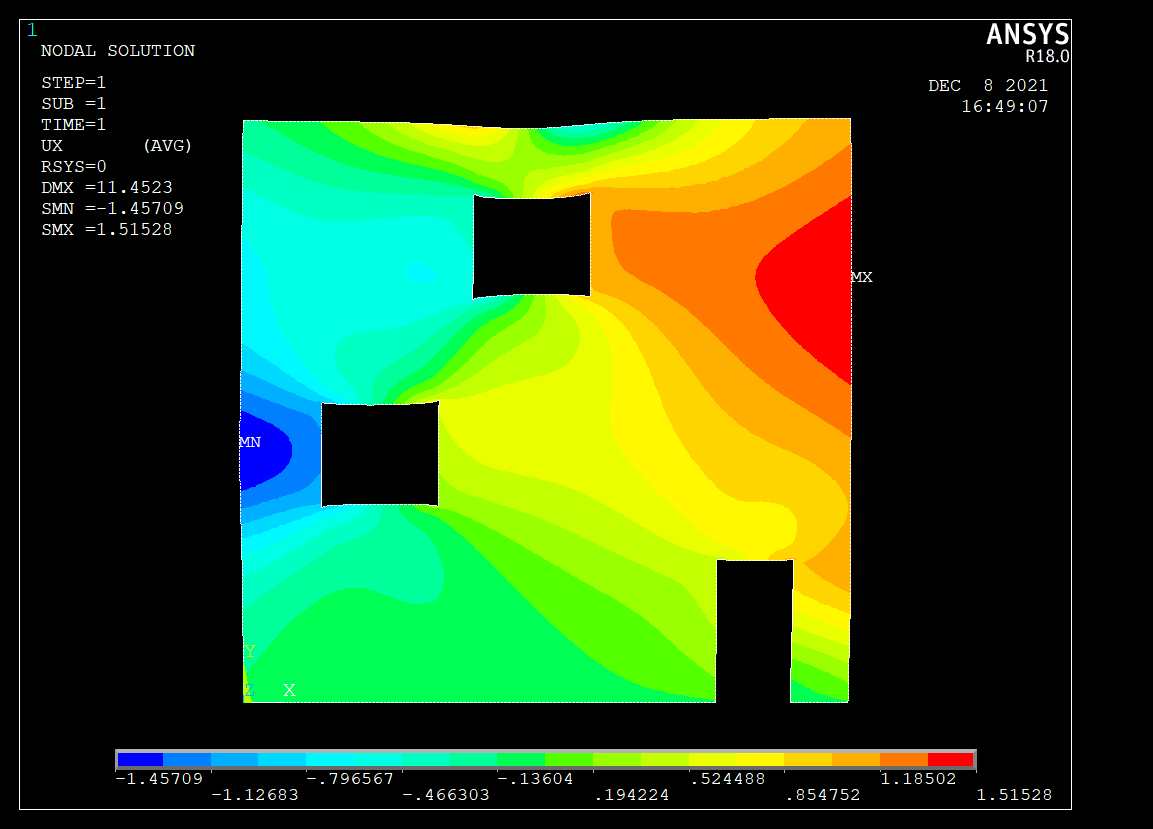 1
ANSYS
R18.0
NODAL SOLUTION
STEP=1
SUB =1
TIME=1
UX (AVG)
RSYS=0
DMX =11.4523
SMN =-1.45709
SMX =1.51528
DEC 8 2021
16:49:07
MX
MN
Y
Z X
-1.45709 -.796567 -.13604 .524488 1.18502
-1.12683 -.466303 .194224 .854752 1.51528